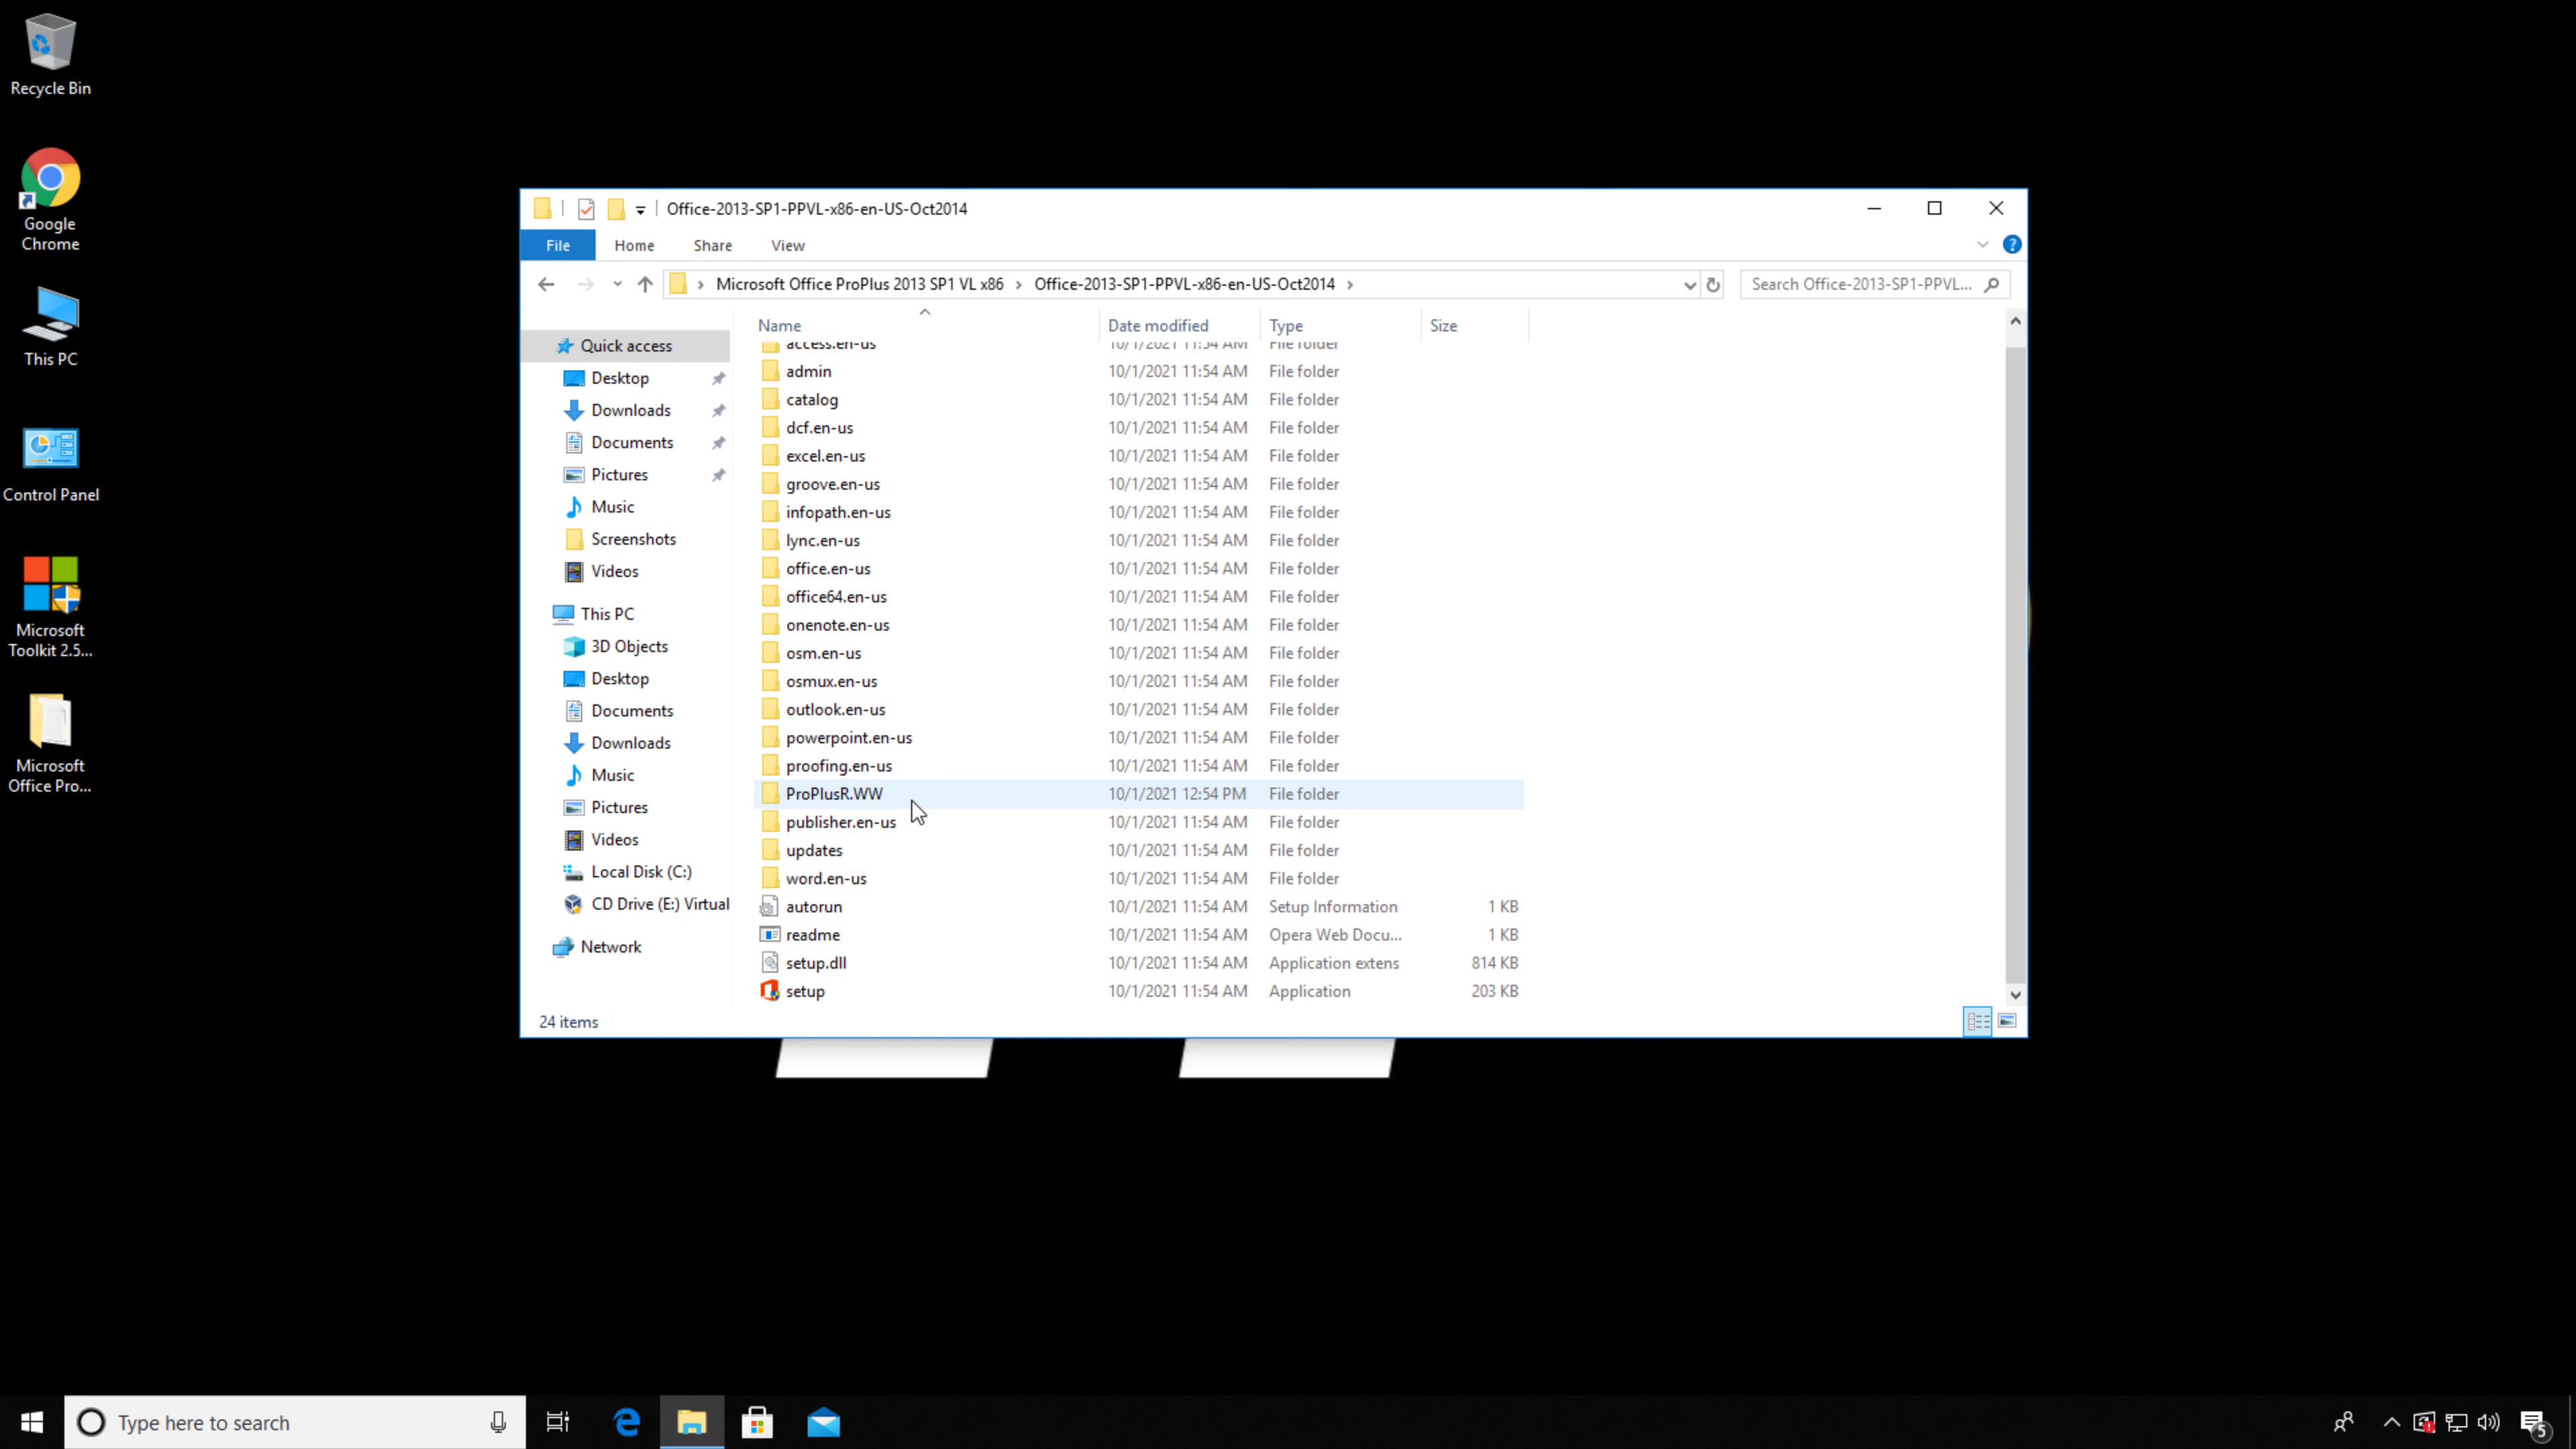 Recycle Bin
Google
Chrome
This PC
Control Panel
Microsoft
Toolkit 2.5...
Microsoft
Office Pro...
Office-2013-SP1-PPVL-x86-en-US-Oct2014
File Home Share View
Microsoft Office ProPlus 2013 SP1 VL x86 Office-2013-SP1-PPVL-x86-en-US-Oct2014 Search Office-2013-SP1-PPVL...
Name Date modified Type Size
access.en-us 10/1/2021 11:54 AM File folder
admin 10/1/2021 11:54 AM File folder
catalog 10/1/2021 11:54 AM File folder
dcf.en-us 10/1/2021 11:54 AM File folder
excel.en-us 10/1/2021 11:54 AM File folder
groove.en-us 10/1/2021 11:54 AM File folder
infopath.en-us 10/1/2021 11:54 AM File folder
lync.en-us 10/1/2021 11:54 AM File folder
office.en-us 10/1/2021 11:54 AM File folder
office64.en-us 10/1/2021 11:54 AM File folder
onenote.en-us 10/1/2021 11:54 AM File folder
osm.en-us 10/1/2021 11:54 AM File folder
osmux.en-us 10/1/2021 11:54 AM File folder
outlook.en-us 10/1/2021 11:54 AM File folder
powerpoint.en-us 10/1/2021 11:54 AM File folder
proofing.en-us 10/1/2021 11:54 AM File folder
ProPlusR.WW 10/1/2021 12:54 PM File folder
publisher.en-us 10/1/2021 11:54 AM File folder
updates 10/1/2021 11:54 AM File folder
word.en-us 10/1/2021 11:54 AM File folder
autorun 10/1/2021 11:54 AM Setup Information 1 KB
readme 10/1/2021 11:54 AM Opera Web Docu... 1 KB
setup.dll 10/1/2021 11:54 AM Application extens 814 KB
setup 10/1/2021 11:54 AM Application 203 KB
Quick access
Desktop
Downloads
Documents
Pictures
Music
Screenshots
Videos
This PC
3D Objects
Desktop
Documents
Downloads
Music
Pictures
Videos
Local Disk (C:)
CD Drive (E:) Virtual
Network
24 items
Type here to search
5